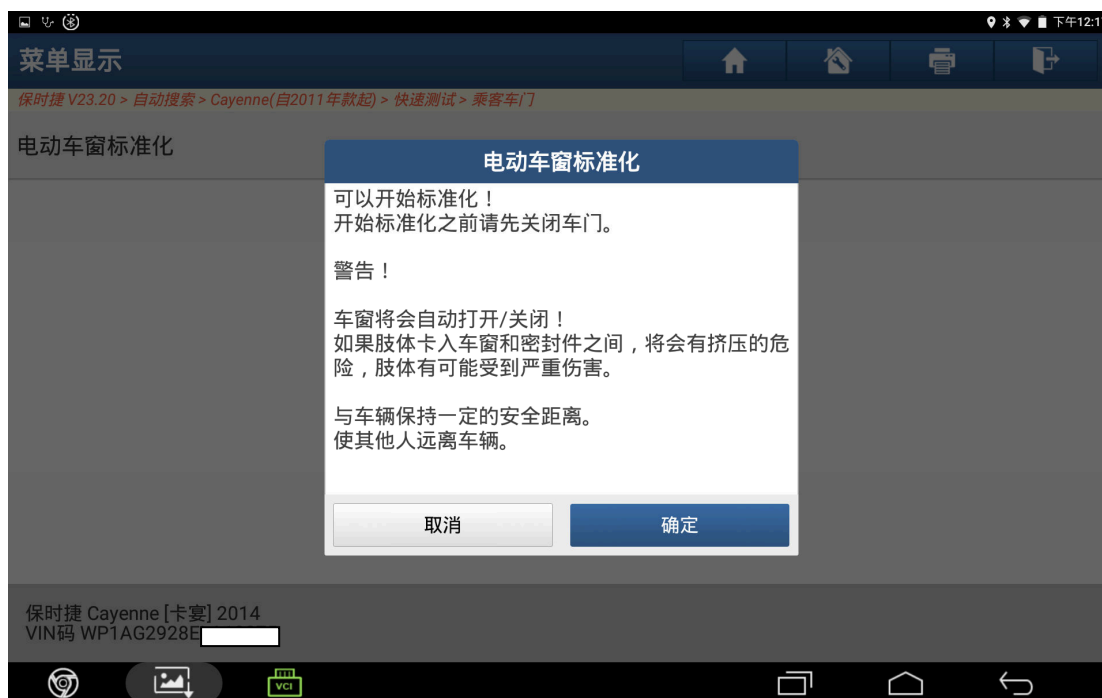 下午12:1
菜单显示
保时捷 V23.20 > 自动搜索 > Cayenne(自2011年款起) > 快速测试 > 乘客车门
电动车窗标准化
电动车窗标准化
可以开始标准化！
开始标准化之前请先关闭车门。
警告！
车窗将会自动打开/关闭！
如果肢体卡入车窗和密封件之间，将会有挤压的危
险，肢体有可能受到严重伤害。
与车辆保持一定的安全距离。
使其他人远离车辆。
取消
确定
保时捷 Cayenne [卡宴] 2014
VIN码 WP1AG2928E
VCI